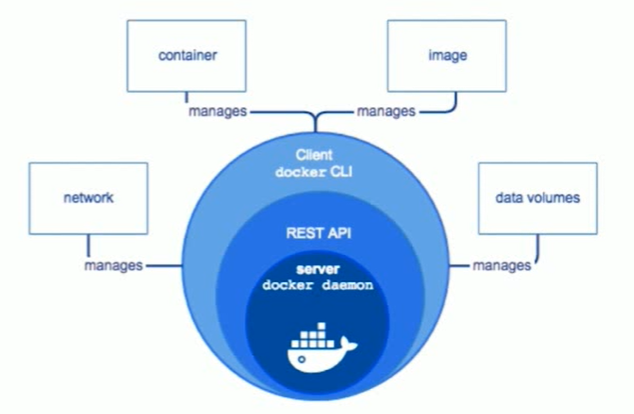 container
image
manages
manages
Client
docker CLI
network
data volumes
REST API
manages
manages
server
docker daemon